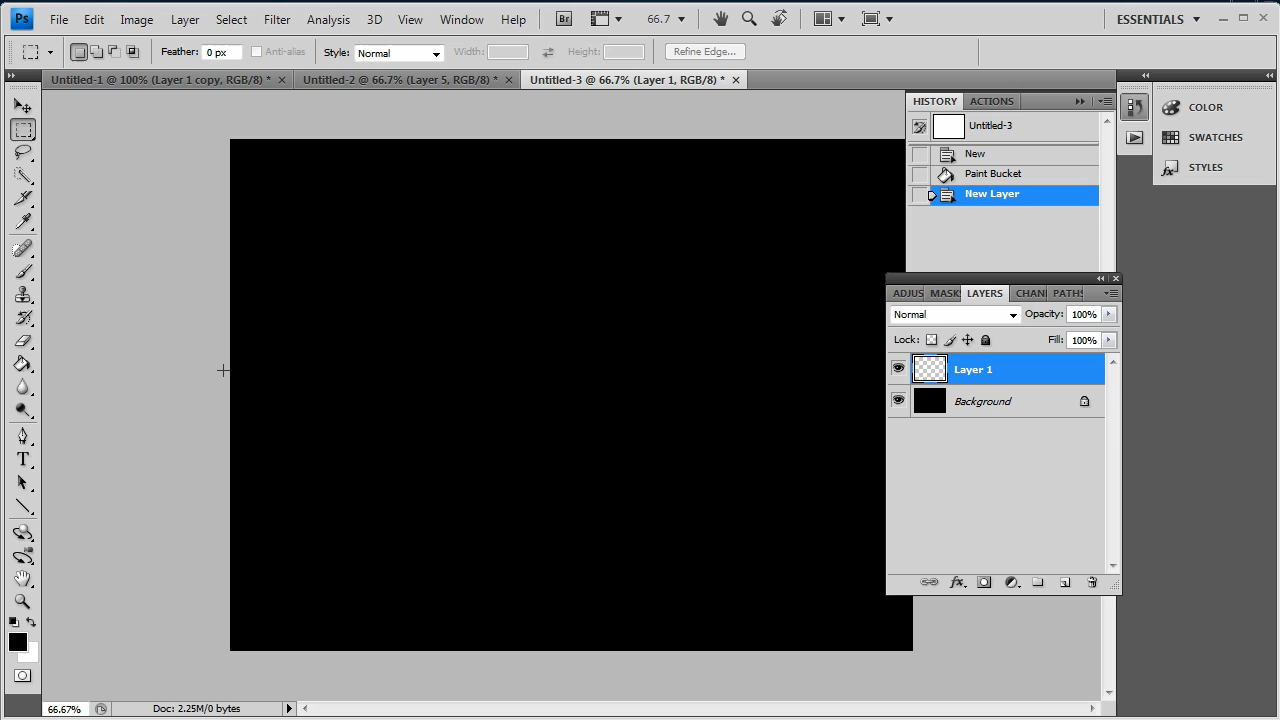 Ps File Edit Image Layer Select Filter Analysis 3D View Window Help Br 66.7 ESSENTIALS
Feather: 0 px Anti-alias Style: Normal Width: Height: Refine Edge...
Untitled-1 @ 100% (Layer 1 copy, RGB/8) * Untitled-2 @ 66.7% (Layer 5, RGB/8) * Untitled-3 @ 66.7% (Layer 1, RGB/8) *
HISTORY ACTIONS
Untitled-3
New
Paint Bucket
New Layer
COLOR
SWATCHES
STYLES
ADJUS MASKS LAYERS CHANN PATHS
Normal Opacity: 100%
Lock: Fill: 100%
Layer 1
Background
fx
T
66.67% Doc: 2.25M/0 bytes